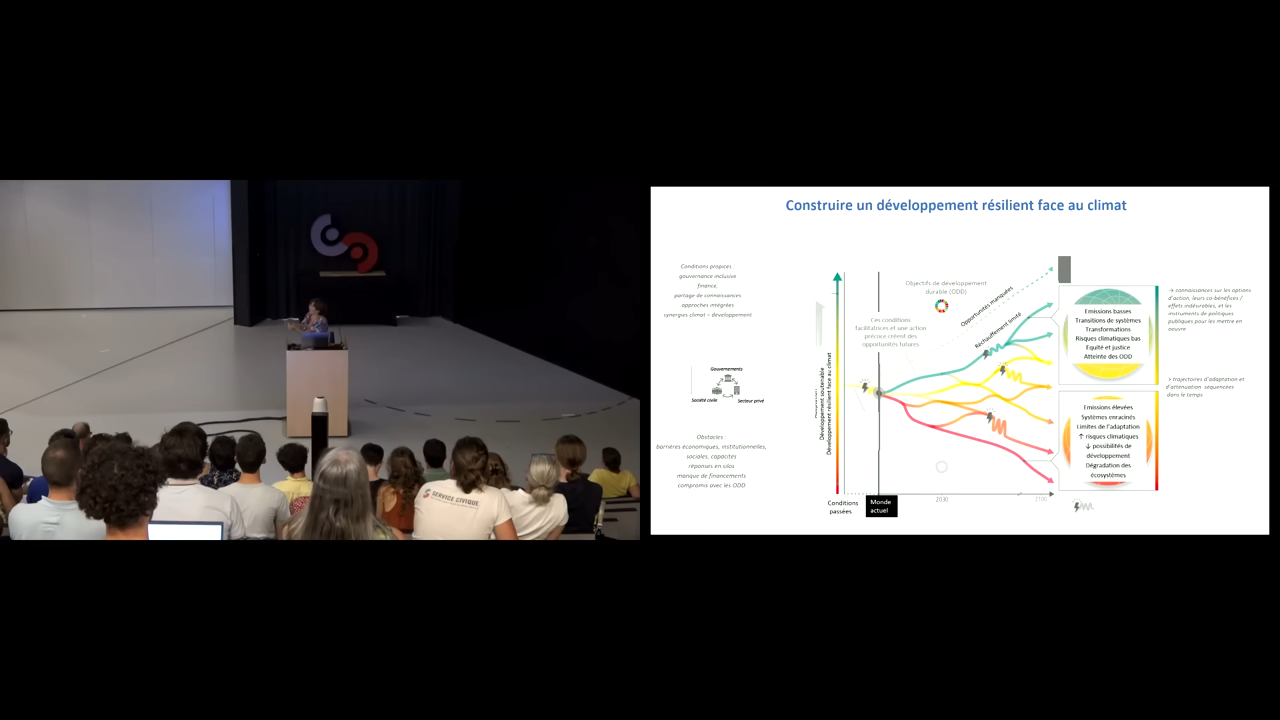 Construire un développement résilient face au climat
Conditions propices :
gouvernance inclusive
finance,
partage de connaissances
approches intégrées
synergies climat – développement
Gouvernements
Société civile
Secteur privé
Obstacles :
barrières économiques, institutionnelles,
sociales, capacités
réponses en silos
manque de financements
compromis avec les ODD
Développement soutenable
Développement résilient face au climat
Ces conditions
facilitatrices et une action
précoce créent des
opportunités futures
Objectifs de développement
durable (ODD)
Opportunités manquées
Réchauffement limité
Conditions
passées
Monde
actuel
2030
2100
Emissions basses
Transitions de systèmes
Transformations
Risques climatiques bas
Equité et justice
Atteinte des ODD
Emissions élevées
Systèmes enracinés
Limites de l'adaptation
↑ risques climatiques
↓ possibilités de
développement
Dégradation des
écosystèmes
→ connaissances sur les options
d'action, leurs co-bénéfices /
effets indésirables, et les
instruments de politiques
publiques pour les mettre en
oeuvre
> trajectoires d'adaptation et
d'atténuation séquencées
dans le temps
SERVICE CIVIQUE